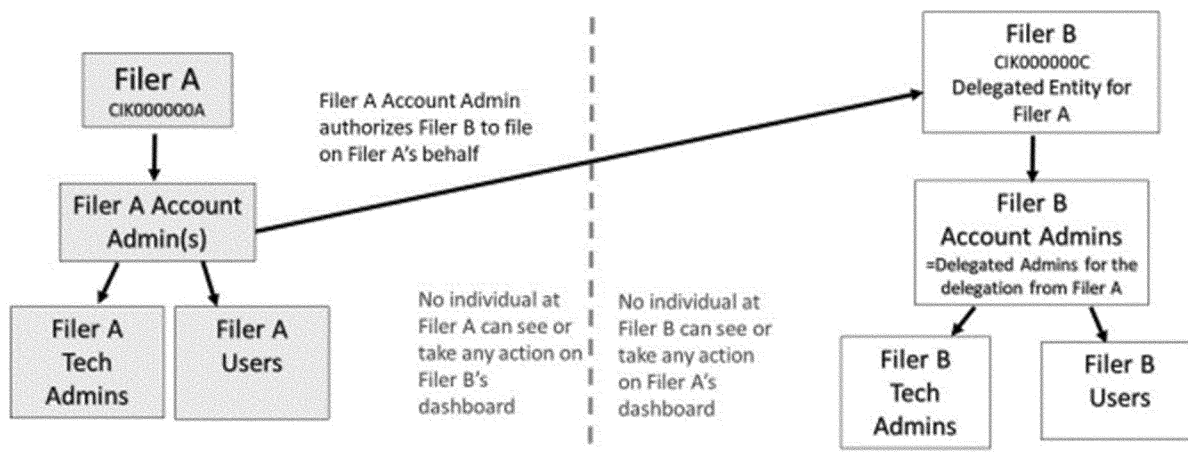 Filer A
CIK000000A
Filer A Account Admin
authorizes Filer B to file
on Filer A's behalf
Filer A Account
Admin(s)
Filer A
Tech
Admins
Filer A
Users
No individual at
Filer A can see or
take any action on
Filer B's
dashboard
No individual at
Filer B can see or
take any action
on Filer A's
dashboard
Filer B
CIK000000C
Delegated Entity for
Filer A
Filer B
Account Admins
=Delegated Admins for the
delegation from Filer A
Filer B
Tech
Admins
Filer B
Users